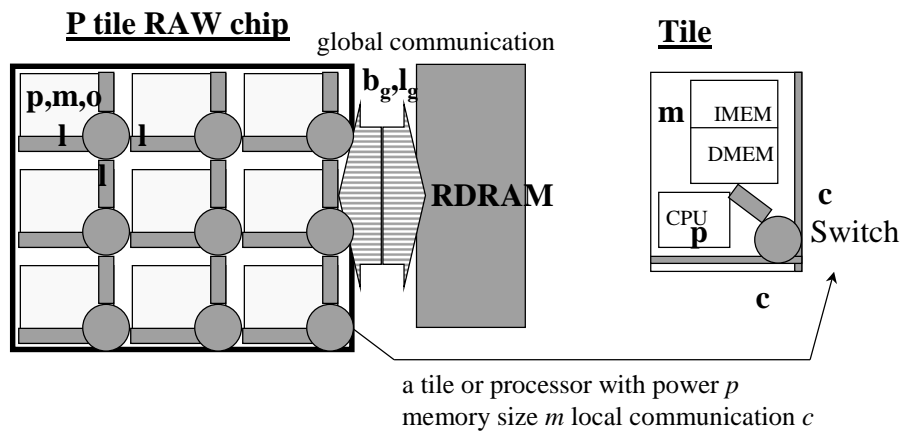 P tile RAW chip
global communication
Tile
p,m,o
l
l
l
bg,lg
RDRAM
m
IMEM
DMEM
CPU
p
c
Switch
c
a tile or processor with power p
memory size m local communication c